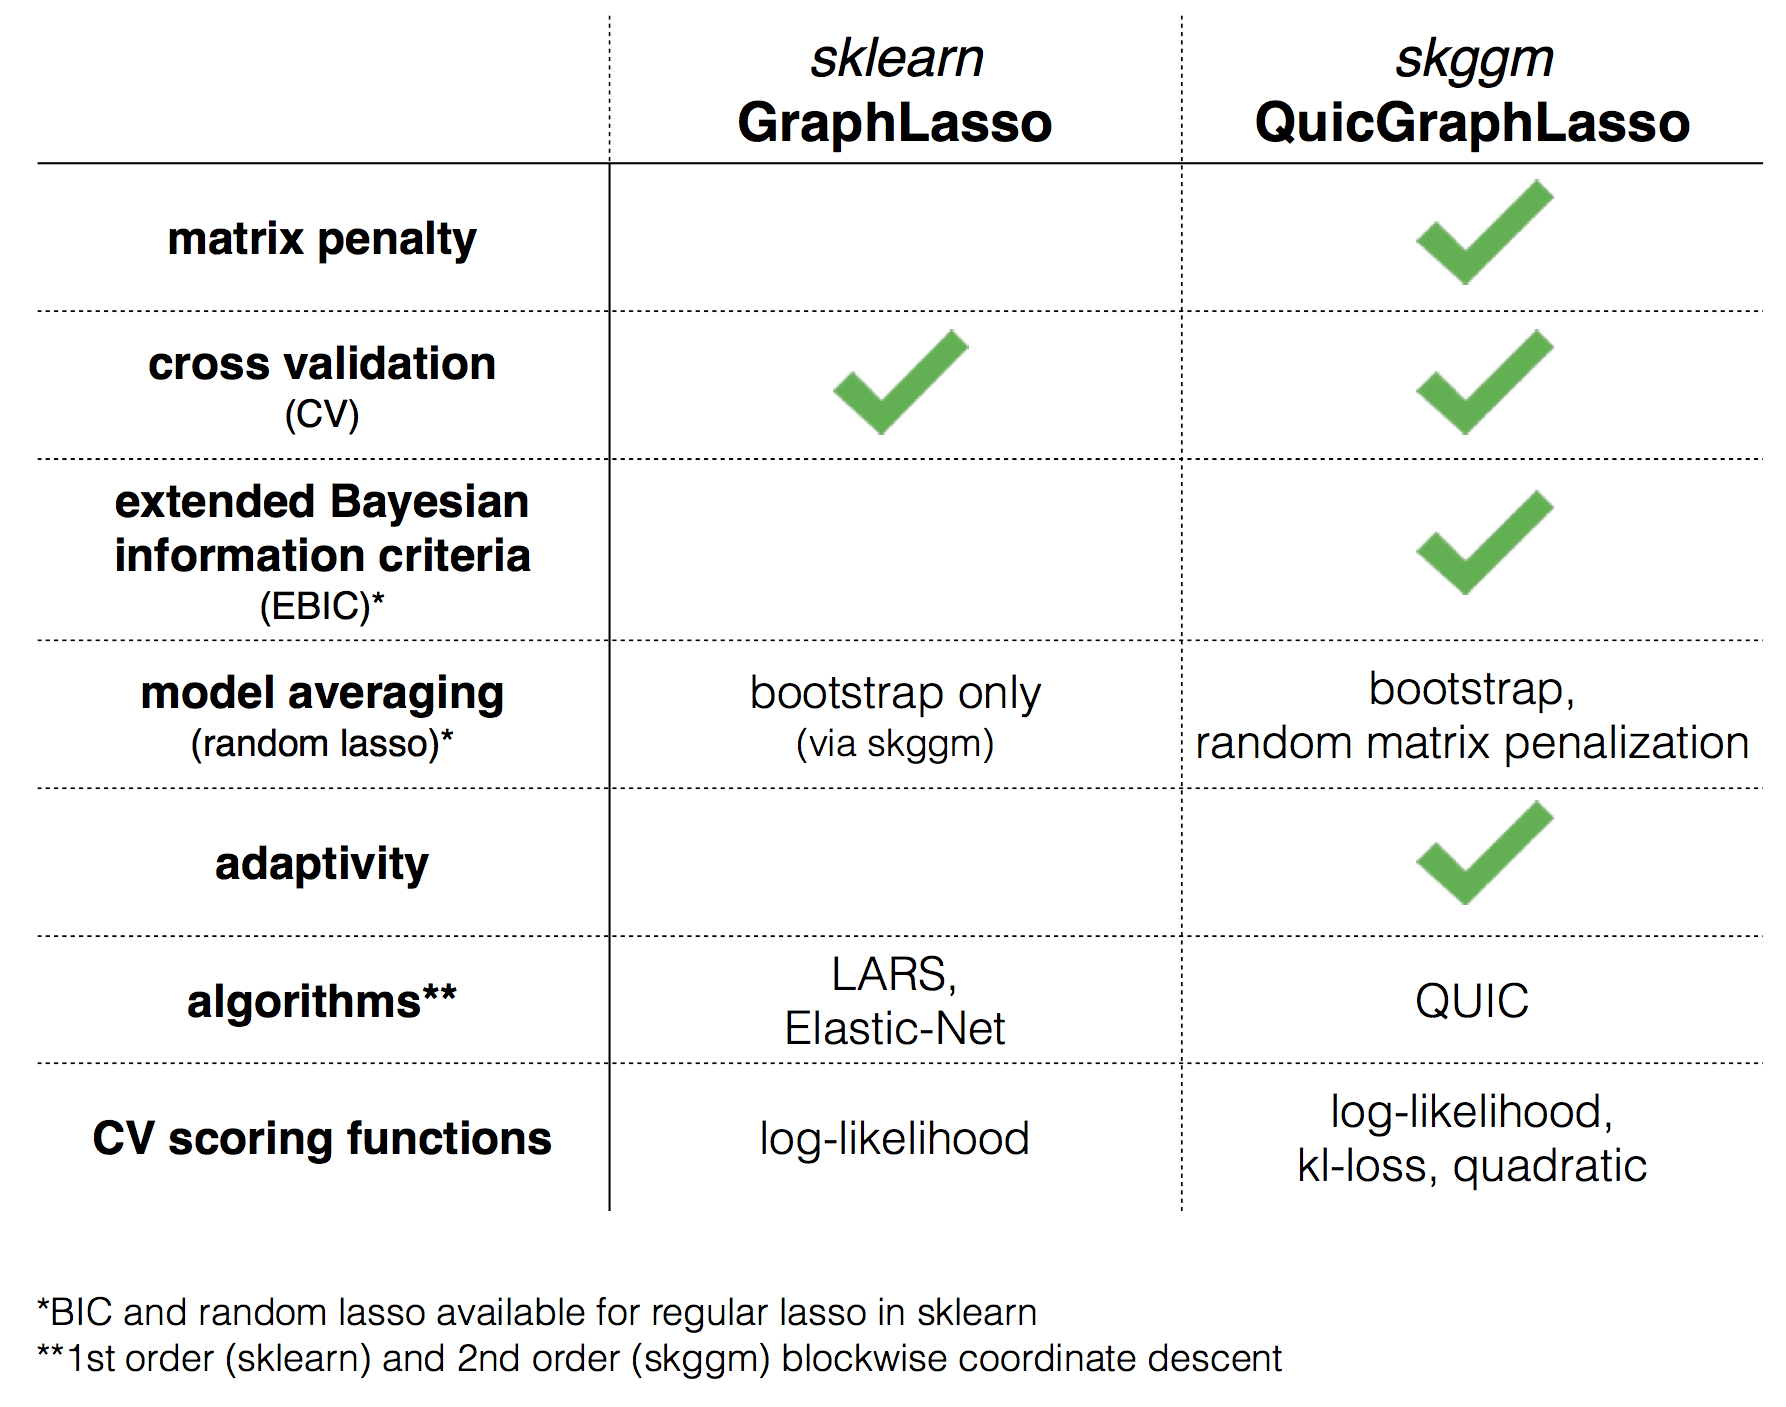 sklearn
GraphLasso
skggm
QuicGraphLasso
matrix penalty
cross validation
(CV)
extended Bayesian
information criteria
(EBIC)*
model averaging
(random lasso)*
bootstrap only
(via skggm)
bootstrap,
random matrix penalization
adaptivity
algorithms**
LARS,
Elastic-Net
QUIC
CV scoring functions
log-likelihood
log-likelihood,
kl-loss, quadratic
*BIC and random lasso available for regular lasso in sklearn
**1st order (sklearn) and 2nd order (skggm) blockwise coordinate descent